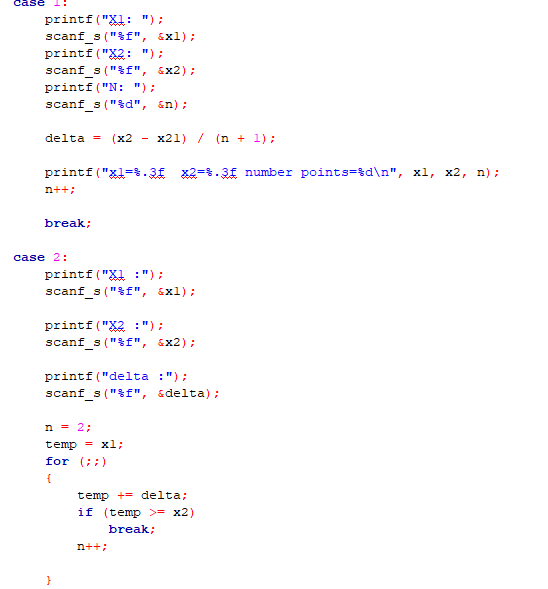 case 1:
printf("X1: ");
scanf_s("%f", &x1);
printf("X2: ");
scanf_s("%f", &x2);
printf("N: ");
scanf_s("%d", &n);
delta = (x2 - x21) / (n + 1);
printf("x1=%.3f  x2=%.3f number points=%d\n", x1, x2, n);
n++;
break;
case 2:
printf("X1 :");
scanf_s("%f", &x1);
printf("X2 :");
scanf_s("%f", &x2);
printf("delta :");
scanf_s("%f", &delta);
n = 2;
temp = x1;
for (;;)
{
temp += delta;
if (temp >= x2)
break;
n++;
}